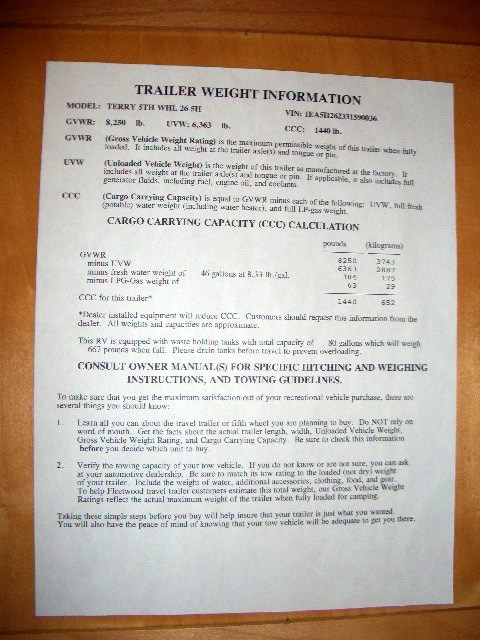 TRAILER WEIGHT INFORMATION
MODEL: TERRY 5TH WHL 26 5H VIN: 1EA5H262331590036
GVWR: 8,250 lb. UVW: 6,363 lb. CCC: 1440 lb.
GVWR (Gross Vehicle Weight Rating) is the maximum permissible weight of this trailer when fully
loaded. It includes all weight at the trailer axle(s) and tongue or pin.
UVW (Unloaded Vehicle Weight) is the weight of this trailer as manufactured at the factory. It
includes all weight at the trailer axle(s) and tongue or pin. If applicable, it also includes full
generator fluids, including fuel, engine oil, and coolants.
CCC (Cargo Carrying Capacity) is equal to GVWR minus each of the following: UVW, full fresh
(potable) water weight (including water heater), and full LP-gas weight.
CARGO CARRYING CAPACITY (CCC) CALCULATION
pounds (kilograms)
GVWR 8250 3743
minus UVW 6363 2887
minus fresh water weight of 46 gallons at 8.33 lb./gal. 384 175
minus LPG-Gas weight of 63 29
CCC for this trailer* 1440 652
*Dealer installed equipment will reduce CCC. Customers should request this information from the
dealer. All weights and capacities are approximate.
This RV is equipped with waste holding tanks with total capacity of 80 gallons which will weigh
667 pounds when full. Please drain tanks before travel to prevent overloading.
CONSULT OWNER MANUAL(S) FOR SPECIFIC HITCHING AND WEIGHING
INSTRUCTIONS, AND TOWING GUIDELINES.
To make sure that you get the maximum satisfaction out of your recreational vehicle purchase, there are
several things you should know:
1. Learn all you can about the travel trailer or fifth wheel you are planning to buy. Do NOT rely on
word of mouth. Get the facts about the actual trailer length, width, Unloaded Vehicle Weight,
Gross Vehicle Weight Rating, and Cargo Carrying Capacity. Be sure to check this information
before you decide which unit to buy.
2. Verify the towing capacity of your tow vehicle. If you do not know or are not sure, you can ask
at your automotive dealership. Be sure to match its tow rating to the loaded (not dry) weight
of your trailer. Include the weight of water, additional accessories, clothing, food, and gear.
To help Fleetwood travel trailer customers estimate this total weight, our Gross Vehicle Weight
Ratings reflect the actual maximum weight of the trailer when fully loaded for camping.
Taking these simple steps before you buy will help insure that your trailer is just what you wanted.
You will also have the peace of mind of knowing that your tow vehicle will be adequate to get you there.